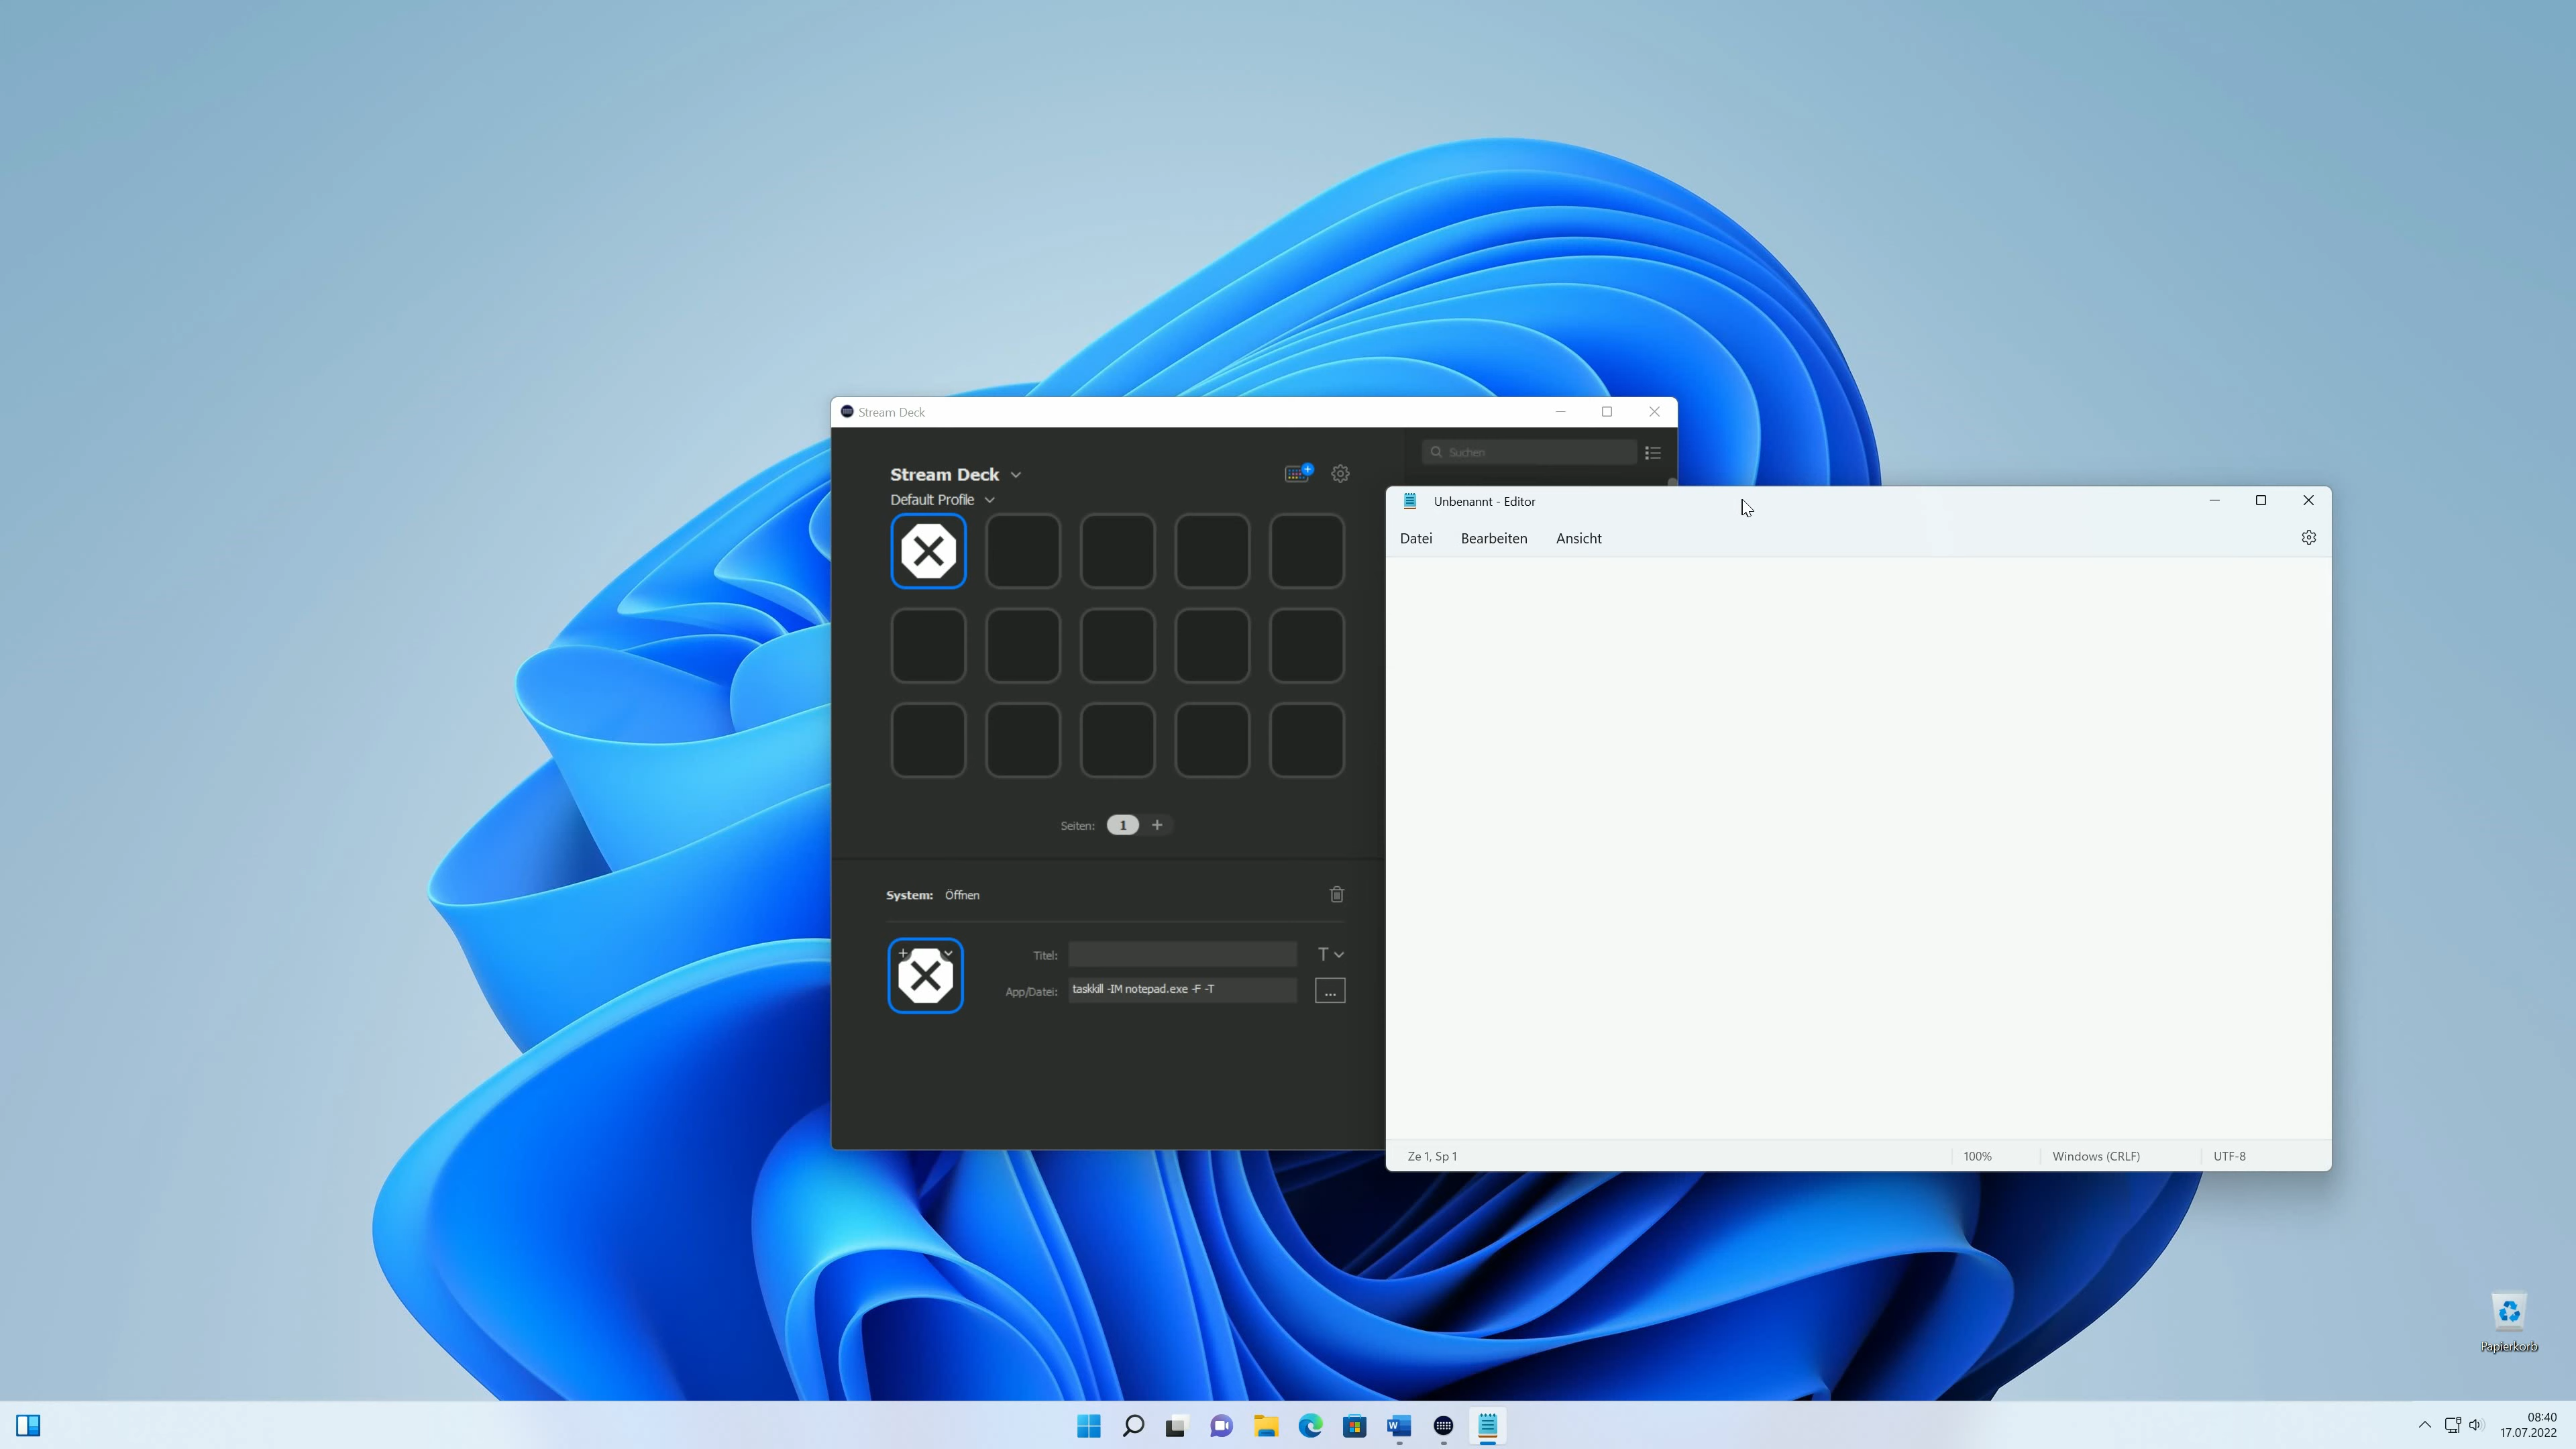 Stream Deck
Suchen
Stream Deck
Default Profile
Unbenannt - Editor
Datei Bearbeiten Ansicht
Seiten: 1 +
System: Öffnen
Titel: T
App/Datei: taskkill -IM notepad.exe -F -T ...
Ze 1, Sp 1 100% Windows (CRLF) UTF-8
Papierkorb
08:40
17.07.2022